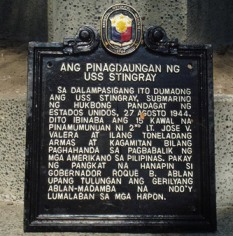 ANG PINAGDAUNGAN NG
USS STINGRAY
SA DALAMPASIGANG ITO DUMAONG
ANG USS STINGRAY, SUBMARINO
NG HUKBONG PANDAGAT NG
ESTADOS UNIDOS, 27 AGOSTO 1944.
DITO IBINABA ANG 15 KAWAL NA
PINAMUMUNUAN NI 2ND LT. JOSE V.
VALERA AT ILANG TONELADANG
ARMAS AT KAGAMITAN BILANG
PAGHAHANDA SA PAGBABALIK NG
MGA AMERIKANO SA PILIPINAS. PAKAY
NG PANGKAT NA HANAPIN SI
GOBERNADOR ROQUE B. ABLAN
UPANG TULUNGAN ANG GERILYANG
ABLAN-MADAMBA NA NOO'Y
LUMALABAN SA MGA HAPON.